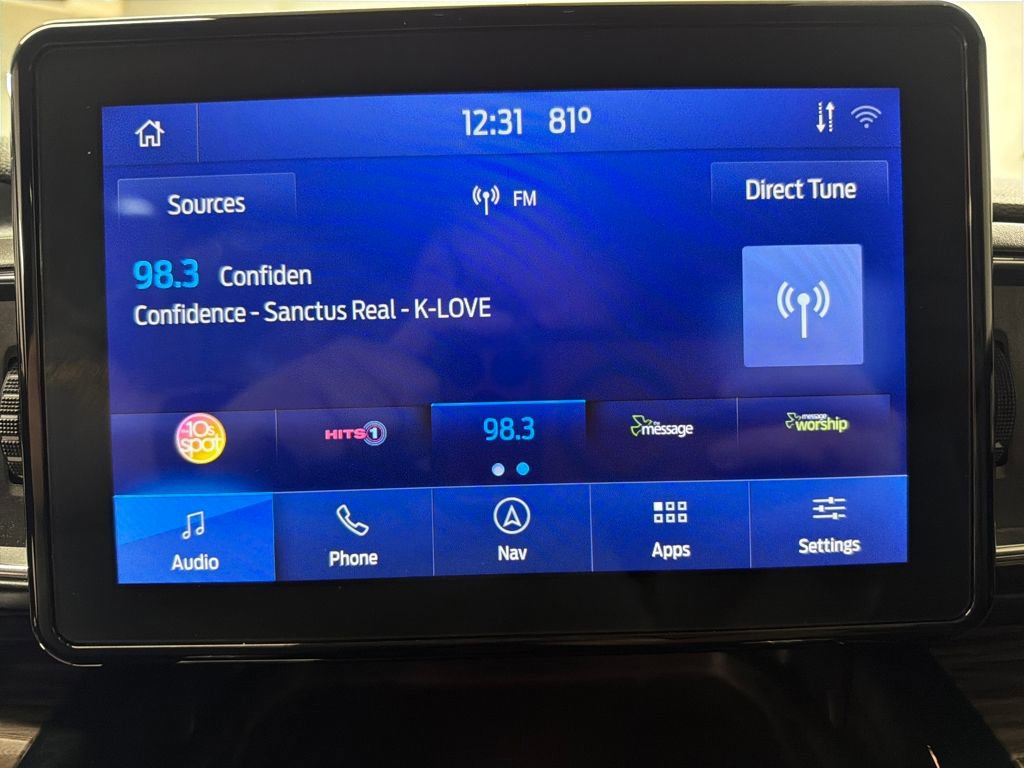 12:31 81º
Sources
FM
Direct Tune
98.3 Confiden
Confidence - Sanctus Real - K-LOVE
-10s
spot
HITS 1
98.3
the
message
message
worship
Audio
Phone
Nav
Apps
Settings